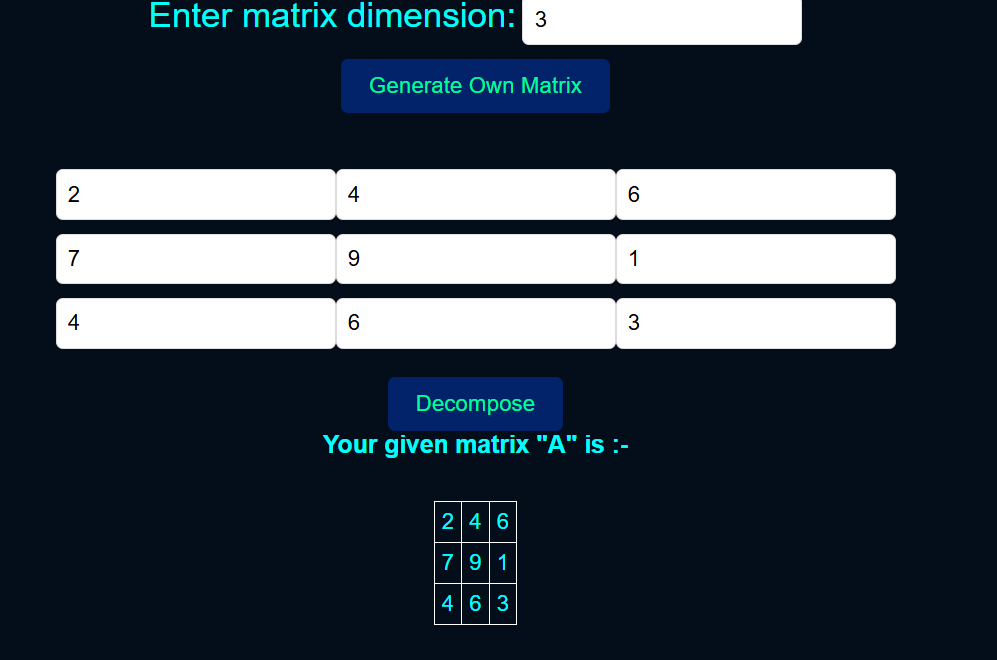 Enter matrix dimension: 3
Generate Own Matrix
2 4 6
7 9 1
4 6 3
Decompose
Your given matrix "A" is :-
2 4 6
7 9 1
4 6 3